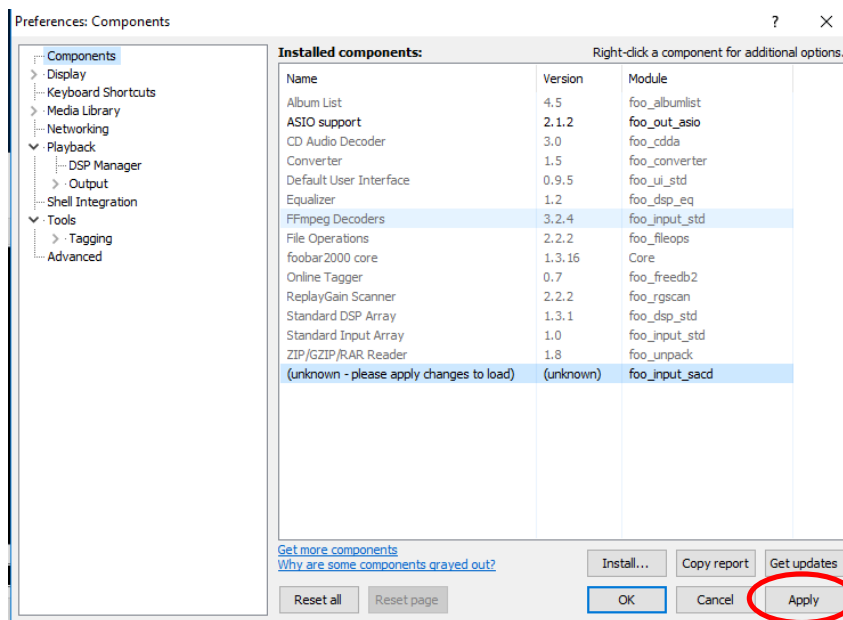 Preferences: Components ? ×
Components
Display
Keyboard Shortcuts
Media Library
Networking
Playback
DSP Manager
Output
Shell Integration
Tools
Tagging
Advanced
Installed components: Right-click a component for additional options.
Name Version Module
Album List 4.5 foo_albumlist
ASIO support 2.1.2 foo_out_asio
CD Audio Decoder 3.0 foo_cdda
Converter 1.5 foo_converter
Default User Interface 0.9.5 foo_ui_std
Equalizer 1.2 foo_dsp_eq
FFmpeg Decoders 3.2.4 foo_input_std
File Operations 2.2.2 foo_fileops
foobar2000 core 1.3.16 Core
Online Tagger 0.7 foo_freedb2
ReplayGain Scanner 2.2.2 foo_rgscan
Standard DSP Array 1.3.1 foo_dsp_std
Standard Input Array 1.0 foo_input_std
ZIP/GZIP/RAR Reader 1.8 foo_unpack
(unknown - please apply changes to load) (unknown) foo_input_sacd
Get more components
Why are some components grayed out?
Install... Copy report Get updates
Reset all Reset page OK Cancel Apply